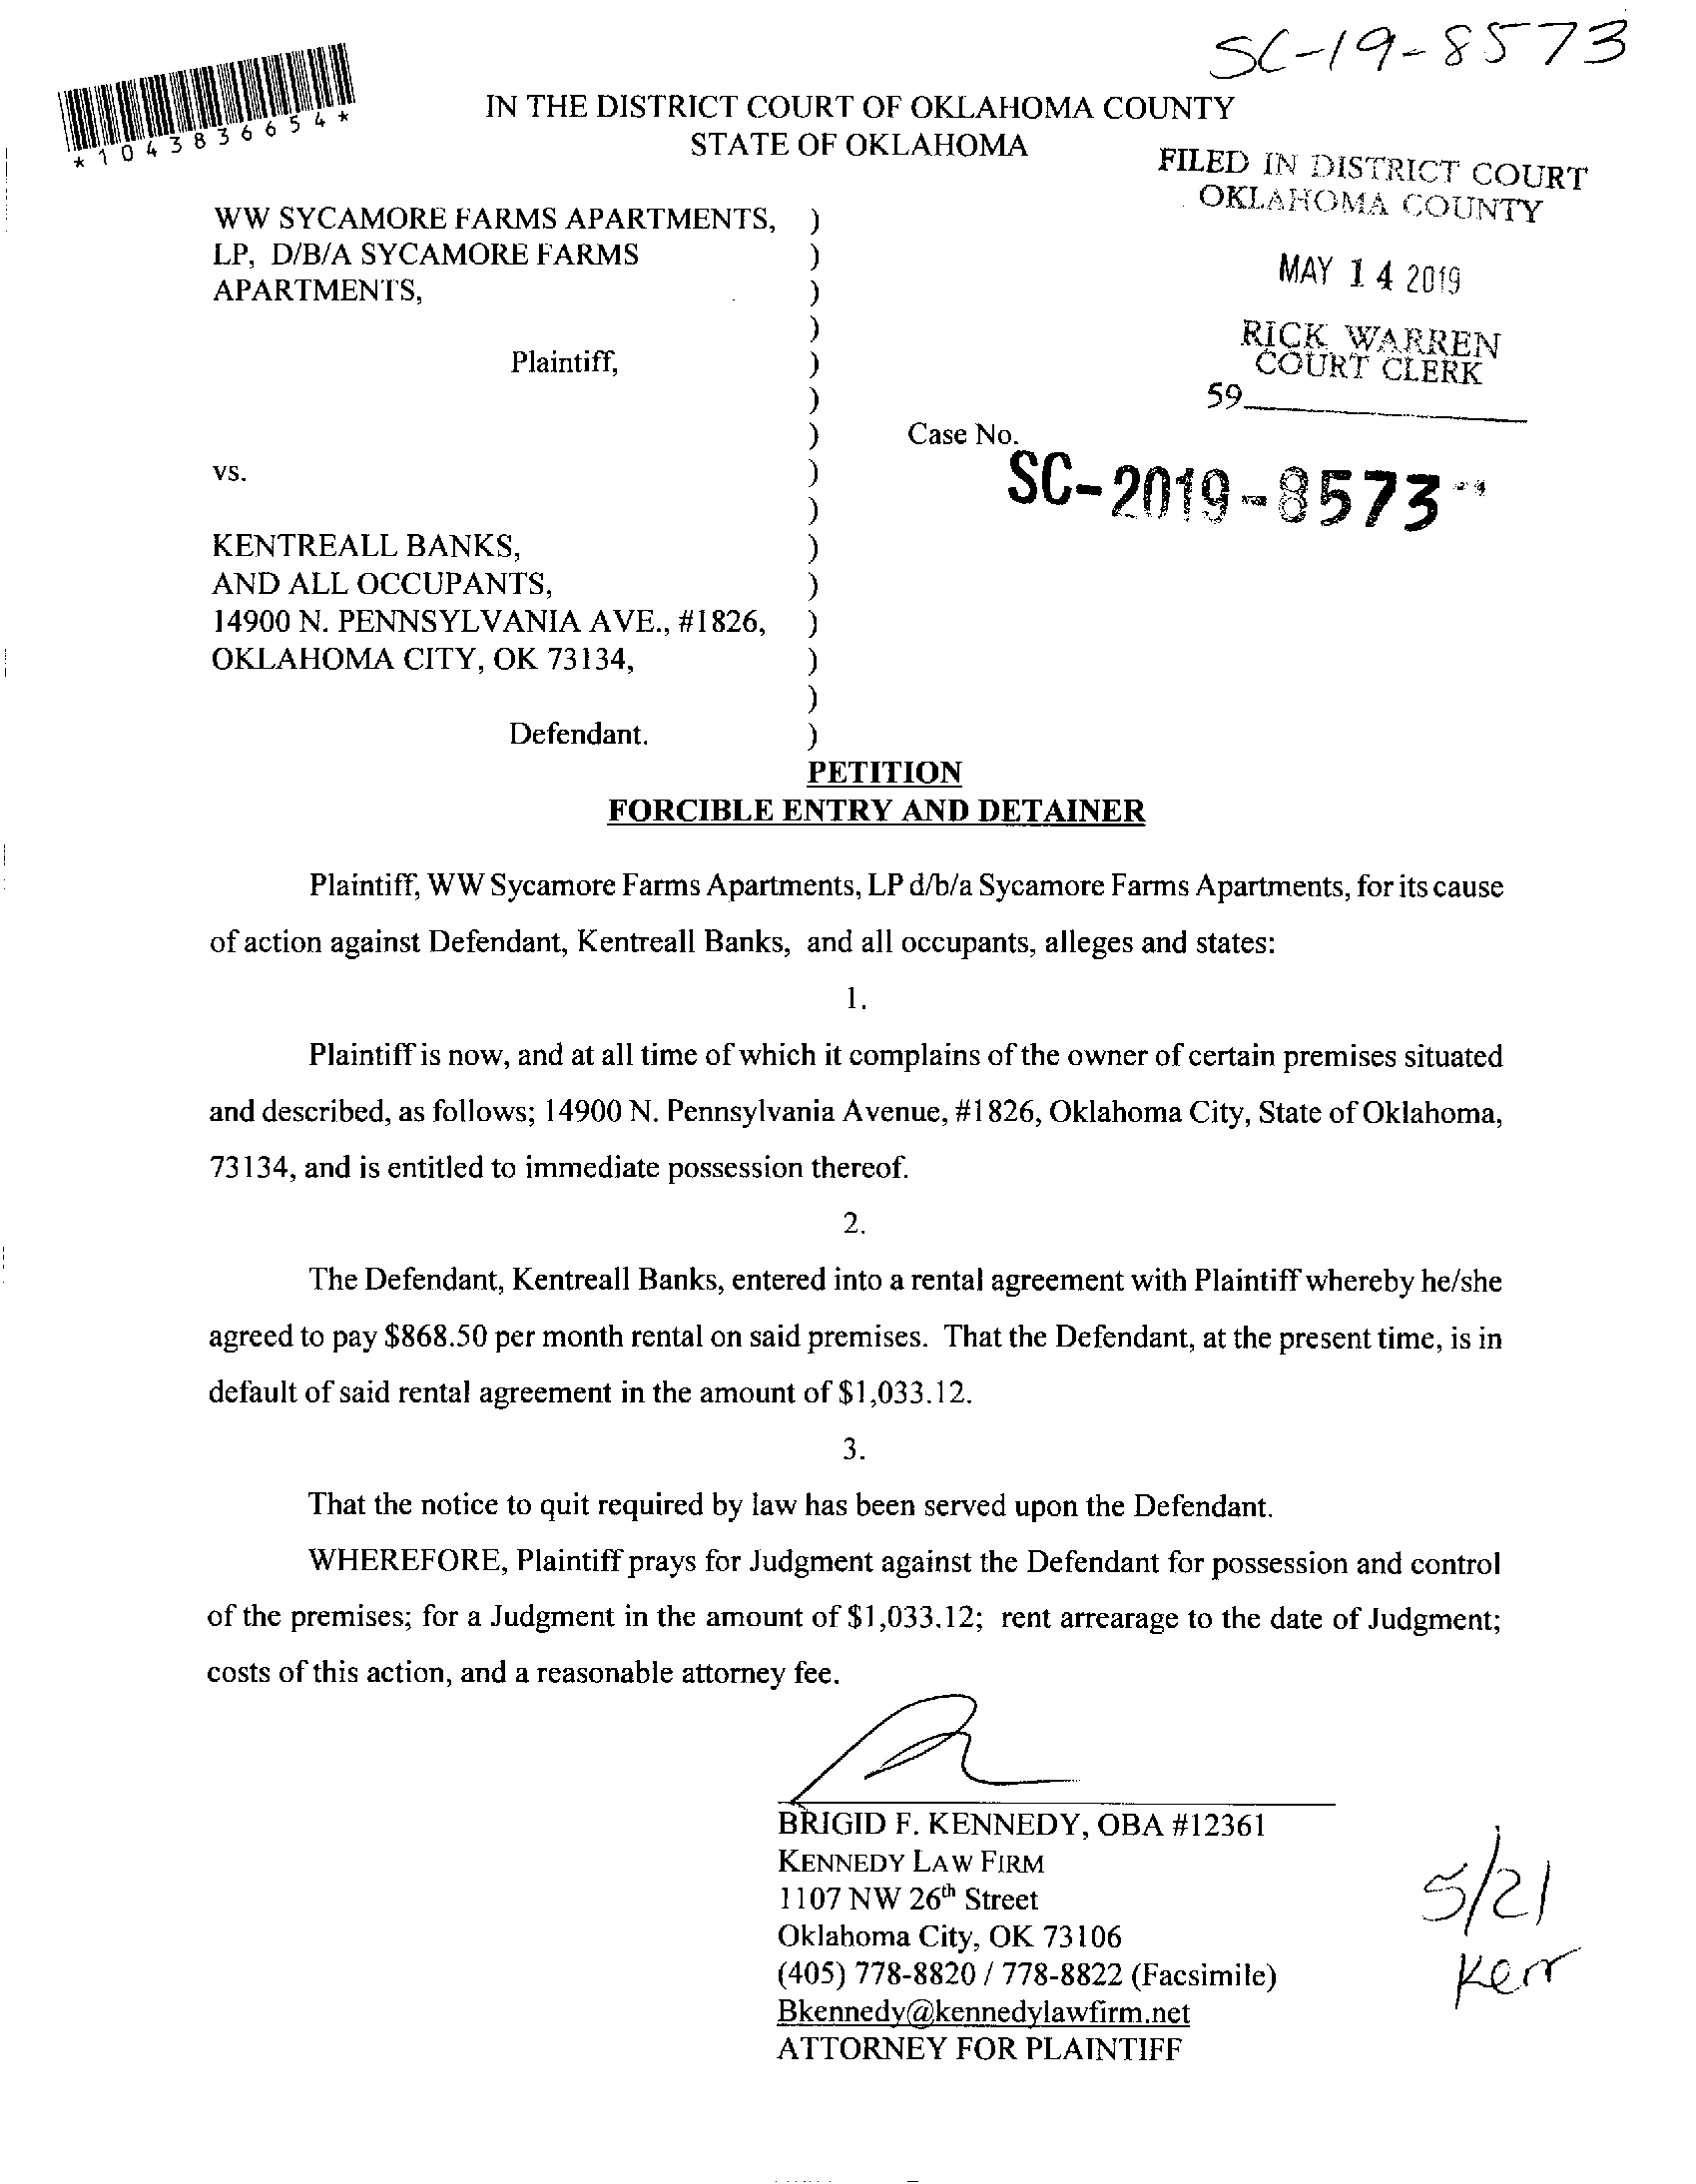 SC-19-8573
*1043836654*
IN THE DISTRICT COURT OF OKLAHOMA COUNTY
STATE OF OKLAHOMA
FILED IN DISTRICT COURT
OKLAHOMA COUNTY
MAY 14 2019
RICK WARREN
COURT CLERK
59
WW SYCAMORE FARMS APARTMENTS, )
LP, D/B/A SYCAMORE FARMS )
APARTMENTS, )
)
Plaintiff, )
)
) Case No.
SC-2019-8573
vs. )
)
KENTREALL BANKS, )
AND ALL OCCUPANTS, )
14900 N. PENNSYLVANIA AVE., #1826, )
OKLAHOMA CITY, OK 73134, )
)
Defendant. )
PETITION
FORCIBLE ENTRY AND DETAINER
Plaintiff, WW Sycamore Farms Apartments, LP d/b/a Sycamore Farms Apartments, for its cause
of action against Defendant, Kentreall Banks, and all occupants, alleges and states:
1.
Plaintiff is now, and at all time of which it complains of the owner of certain premises situated
and described, as follows; 14900 N. Pennsylvania Avenue, #1826, Oklahoma City, State of Oklahoma,
73134, and is entitled to immediate possession thereof.
2.
The Defendant, Kentreall Banks, entered into a rental agreement with Plaintiff whereby he/she
agreed to pay $868.50 per month rental on said premises. That the Defendant, at the present time, is in
default of said rental agreement in the amount of $1,033.12.
3.
That the notice to quit required by law has been served upon the Defendant.
WHEREFORE, Plaintiff prays for Judgment against the Defendant for possession and control
of the premises; for a Judgment in the amount of $1,033.12; rent arrearage to the date of Judgment;
costs of this action, and a reasonable attorney fee.
BRIGID F. KENNEDY, OBA #12361
KENNEDY LAW FIRM
1107 NW 26th Street
Oklahoma City, OK 73106
(405) 778-8820 / 778-8822 (Facsimile)
Bkennedy@kennedylawfirm.net
ATTORNEY FOR PLAINTIFF
5/21
Kerr